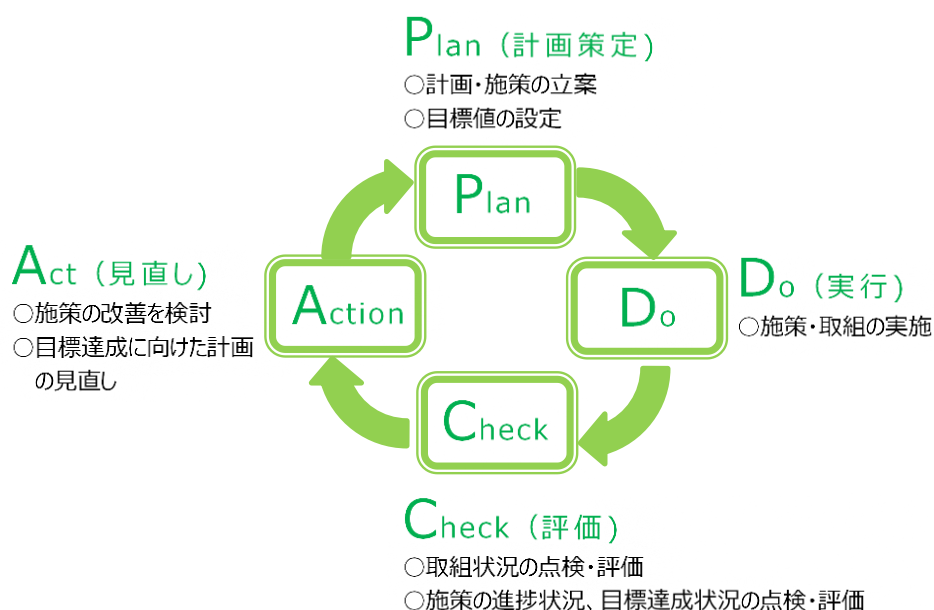 Plan（計画策定）
○計画・施策の立案
○目標値の設定
Plan
Act（見直し）
○施策の改善を検討
○目標達成に向けた計画
の見直し
Action
Do
Do（実行）
○施策・取組の実施
Check
Check（評価）
○取組状況の点検・評価
○施策の進捗状況、目標達成状況の点検・評価